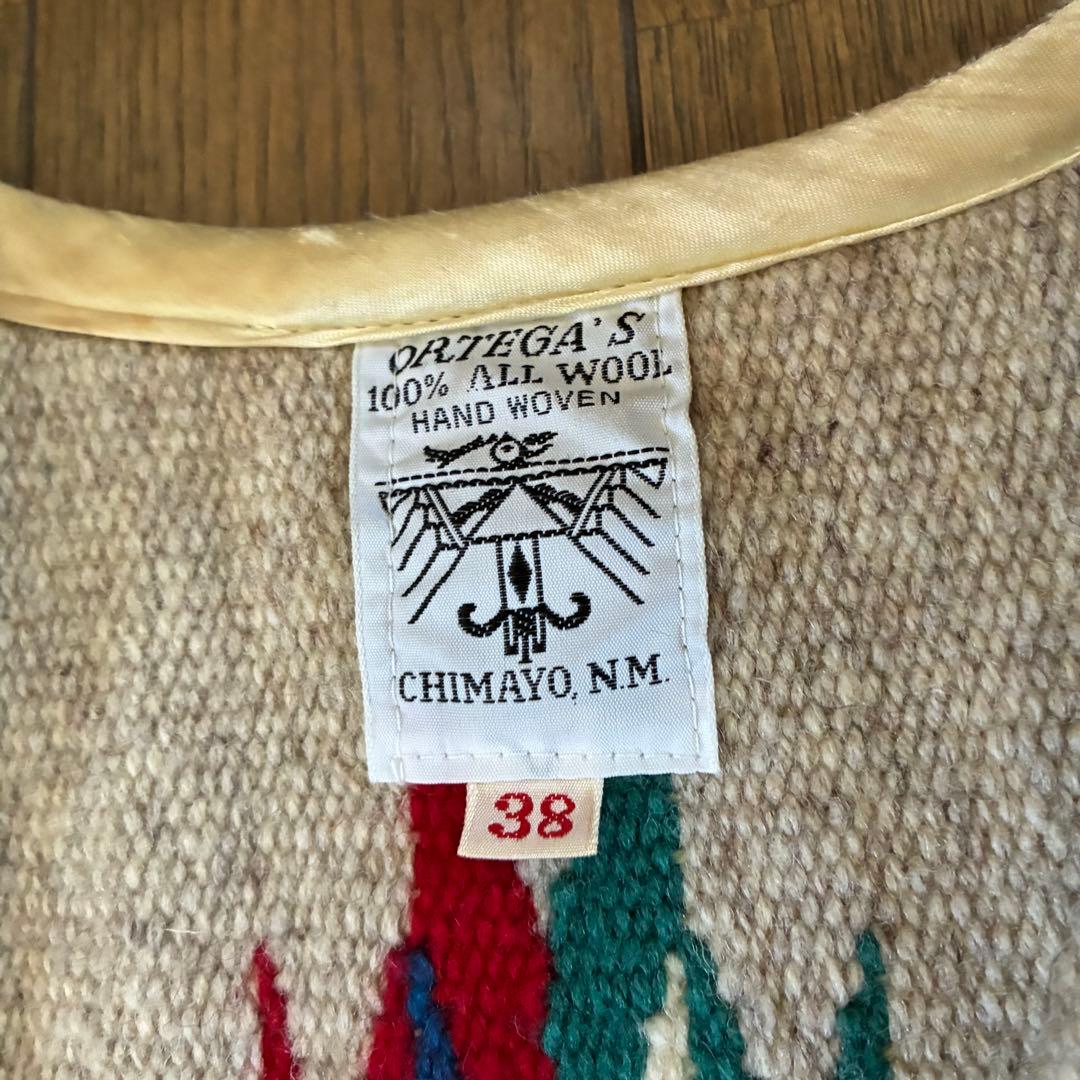 ORTEGA'S
100% ALL WOOL
HAND WOVEN
CHIMAYO, N.M.
38